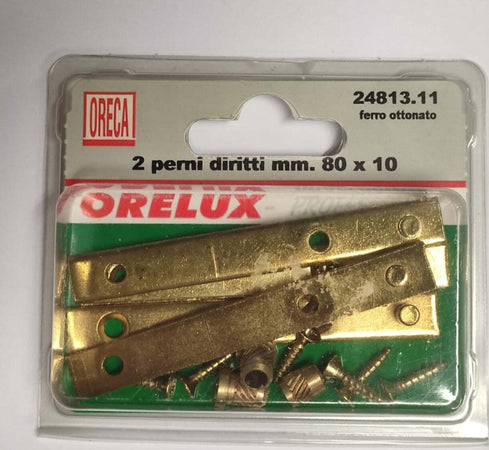 ORECA
24813.11
ferro ottonato
2 perni diritti mm. 80 x 10
ORELUX